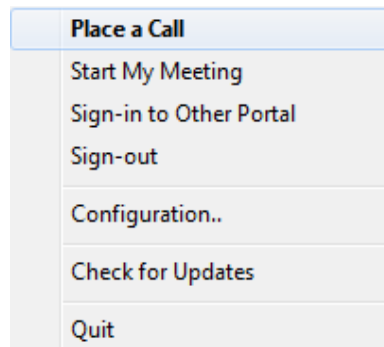 Place a Call
Start My Meeting
Sign-in to Other Portal
Sign-out
Configuration..
Check for Updates
Quit